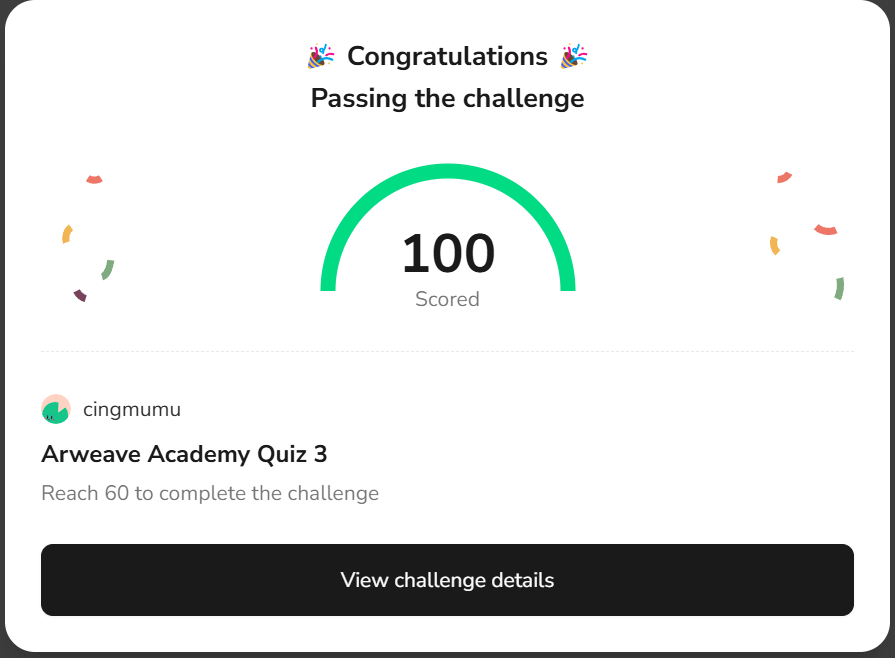 🎉 Congratulations 🎉
Passing the challenge
100
Scored
cingmumu
Arweave Academy Quiz 3
Reach 60 to complete the challenge
View challenge details